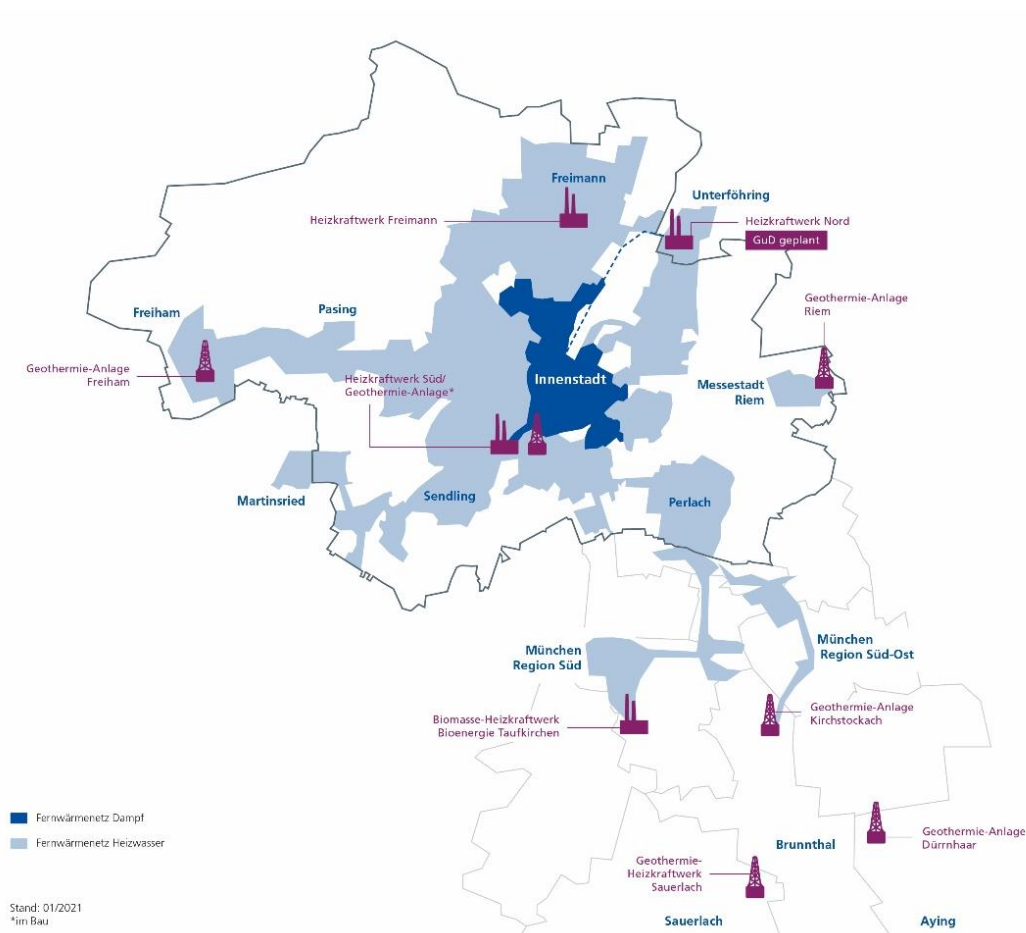 Freimann
Unterföhring
Heizkraftwerk Freimann
Heizkraftwerk Nord
GuD geplant
Freiham
Pasing
Geothermie-Anlage
Riem
Geothermie-Anlage
Freiham
Heizkraftwerk Süd/
Geothermie-Anlage*
Innenstadt
Messestadt
Riem
Martinsried
Sendling
Perlach
München
Region Süd
München
Region Süd-Ost
Biomasse-Heizkraftwerk
Bioenergie Taufkirchen
Geothermie-Anlage
Kirchstockach
Fernwärmenetz Dampf
Fernwärmenetz Heizwasser
Brunnthal
Geothermie-Anlage
Dürrnhaar
Geothermie-
Heizkraftwerk
Sauerlach
Stand: 01/2021
*im Bau
Sauerlach
Aying